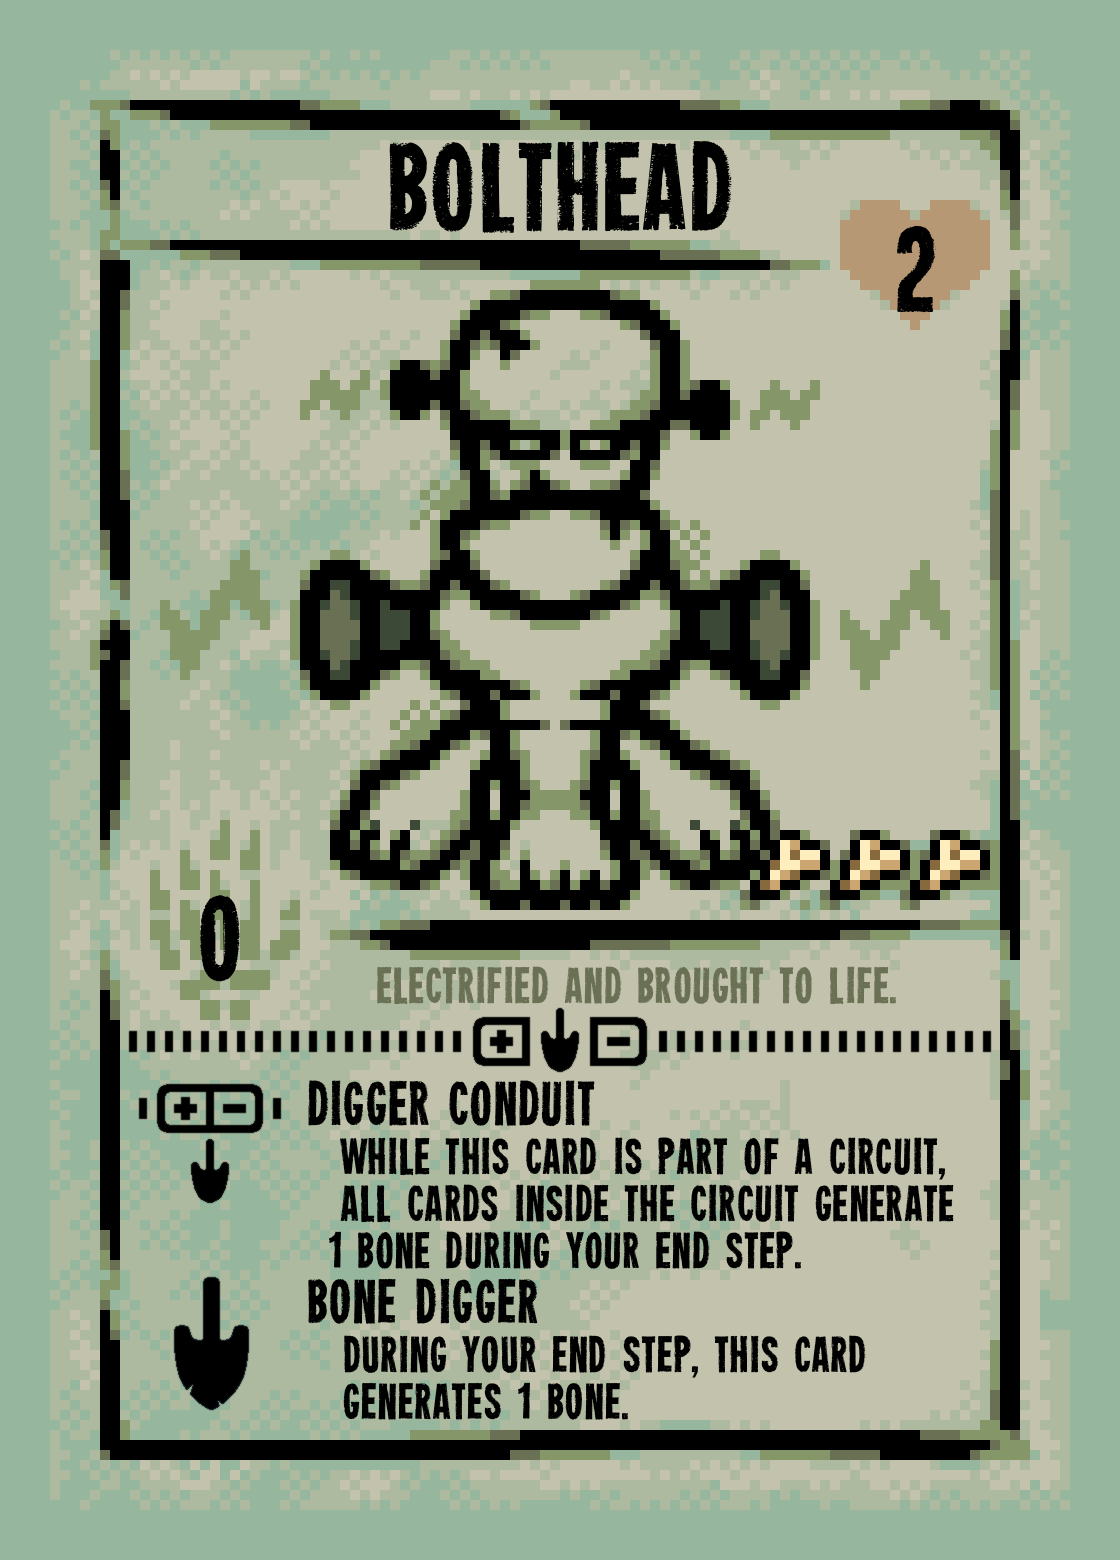 BOLTHEAD
2
0
ELECTRIFIED AND BROUGHT TO LIFE.
DIGGER CONDUIT
WHILE THIS CARD IS PART OF A CIRCUIT,
ALL CARDS INSIDE THE CIRCUIT GENERATE
1 BONE DURING YOUR END STEP.
BONE DIGGER
DURING YOUR END STEP, THIS CARD
GENERATES 1 BONE.